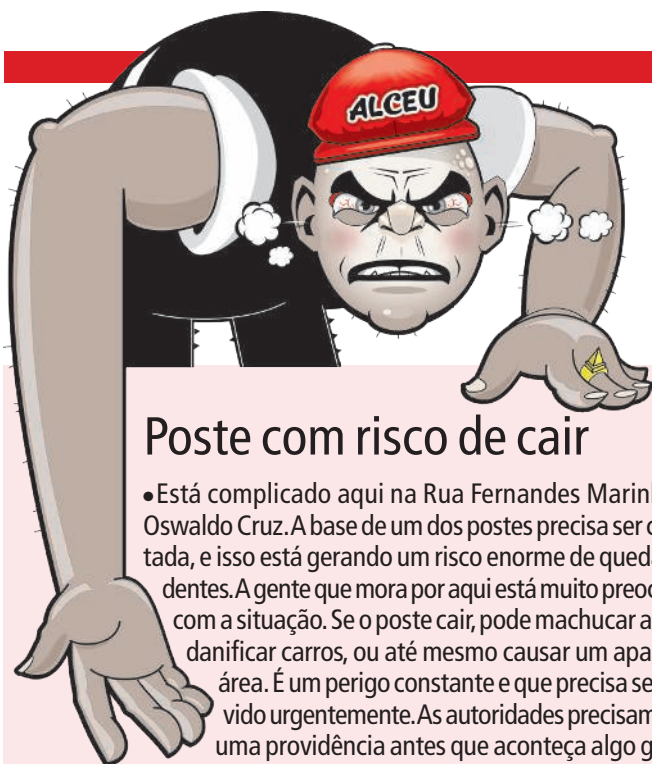 ALCEU
Poste com risco de cair
•Está complicado aqui na Rua Fernandes
Oswaldo Cruz. A base de um dos postes precisa ser
tada, e isso está gerando um risco enorme de
dentes. A gente que mora por aqui está muito
com a situação. Se o poste cair, pode machucar
danificar carros, ou até mesmo causar um
área. É um perigo constante e que precisa
vido urgentemente. As autoridades
uma providência antes que aconteça algo